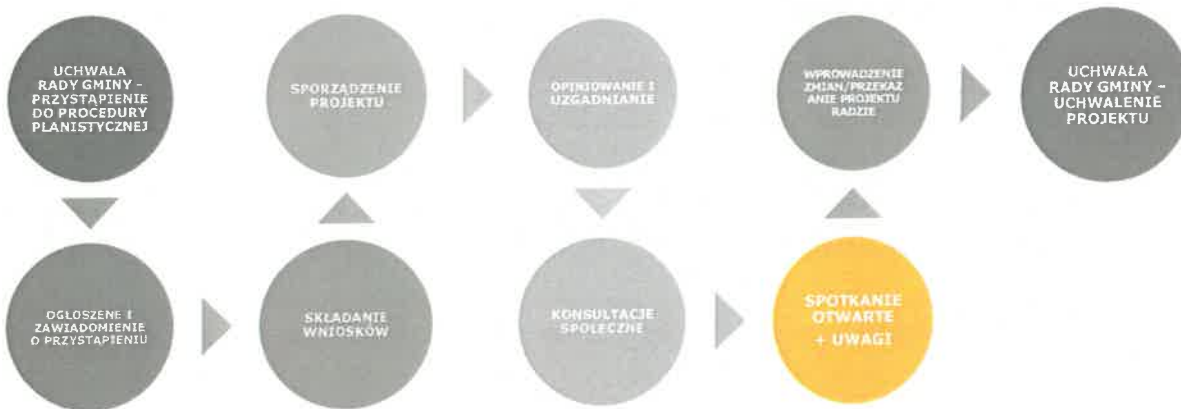 UCHWAŁA
RADY GMINY -
PRZYSTĄPIENIE
DO PROCEDURY
PLANISTYCZNEJ
OGŁOSZENE I
ZAWIADOMIENIE
O PRZYSTĄPIENIU
SKŁADANIE
WNIOSKÓW
SPORZĄDZENIE
PROJEKTU
OPINIOWANIE I
UZGADNIANIE
KONSULTACJE
SPOŁECZNE
SPOTKANIE
OTWARTE
+ UWAGI
WPROWADZENIE
ZMIAN/PRZEKAZ
ANIE PROJEKTU
RADZIE
UCHWAŁA
RADY GMINY –
UCHWALENIE
PROJEKTU